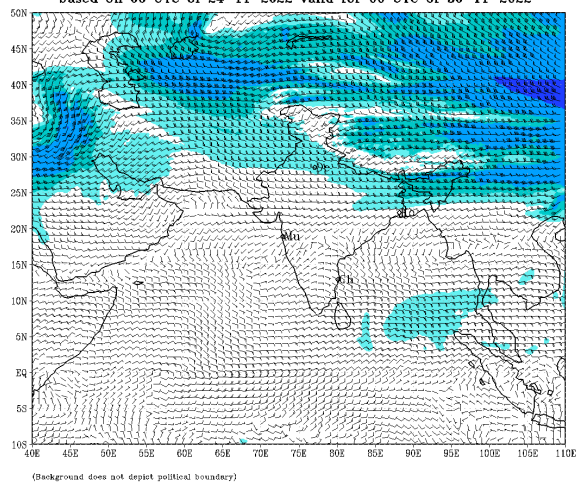 based on 00 UTC of 24-11-2022 valid for 00 UTC of 30-11-2022
50N
45N
40N
35N
30N
25N
20N
15N
10N
5N
EQ
5S
10S
Mu
Ch
40E 45E 50E 55E 60E 65E 70E 75E 80E 85E 90E 95E 100E 105E 110E
(Background does not depict political boundary)